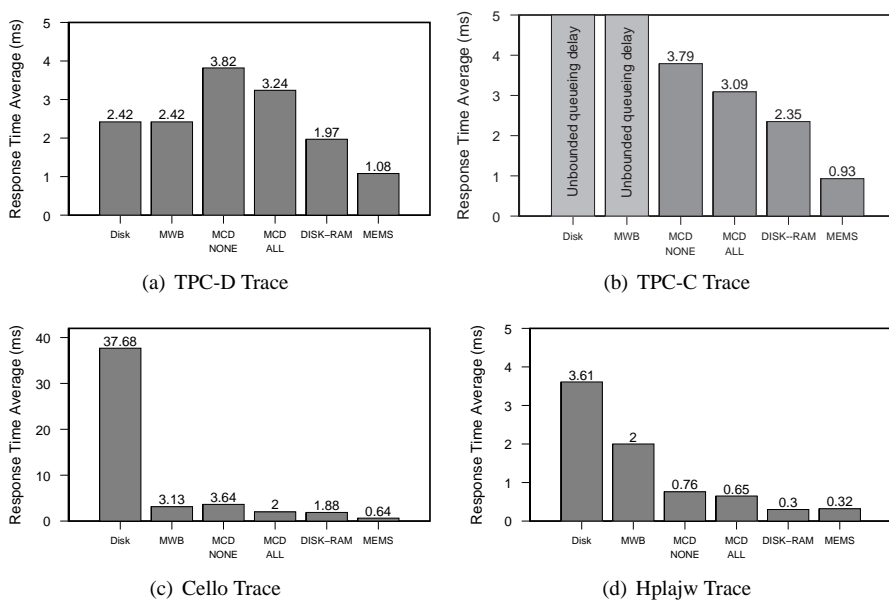 Response Time Average (ms)
5
4
3
2
1
0
2.42
2.42
3.82
3.24
1.97
1.08
Disk
MWB
MCD
NONE
MCD
ALL
DISK−RAM
MEMS
(a) TPC-D Trace
Response Time Average (ms)
5
4
3
2
1
0
Unbounded queueing delay
Unbounded queueing delay
3.79
3.09
2.35
0.93
Disk
MWB
MCD
NONE
MCD
ALL
DISK−−RAM
MEMS
(b) TPC-C Trace
Response Time Average (ms)
40
30
20
10
0
37.68
3.13
3.64
2
1.88
0.64
Disk
MWB
MCD
NONE
MCD
ALL
DISK−RAM
MEMS
(c) Cello Trace
Response Time Average (ms)
5
4
3
2
1
0
3.61
2
0.76
0.65
0.3
0.32
Disk
MWB
MCD
NONE
MCD
ALL
DISK−RAM
MEMS
(d) Hplajw Trace